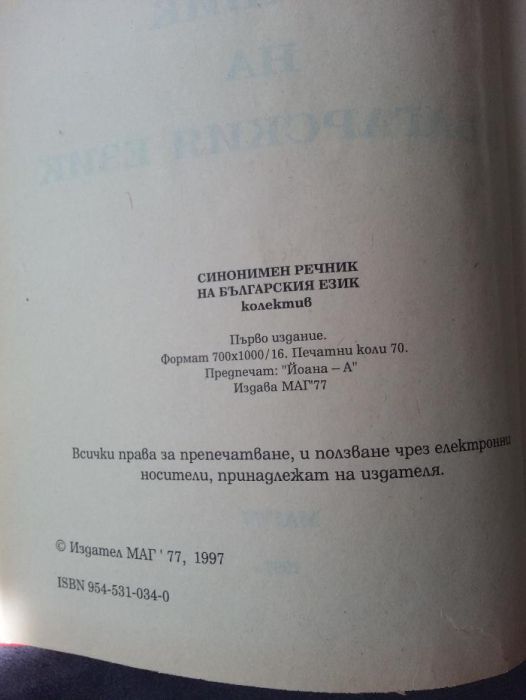 СИНОНИМЕН РЕЧНИК
НА БЪЛГАРСКИЯ ЕЗИК
колектив
Първо издание.
Формат 700x1000/16. Печатни коли 70.
Предпечат: "Йоана – А"
Издава МАГ'77
Всички права за препечатване, и ползване чрез електронни
носители, принадлежат на издателя.
© Издател МАГ ' 77, 1997
ISBN 954-531-034-0